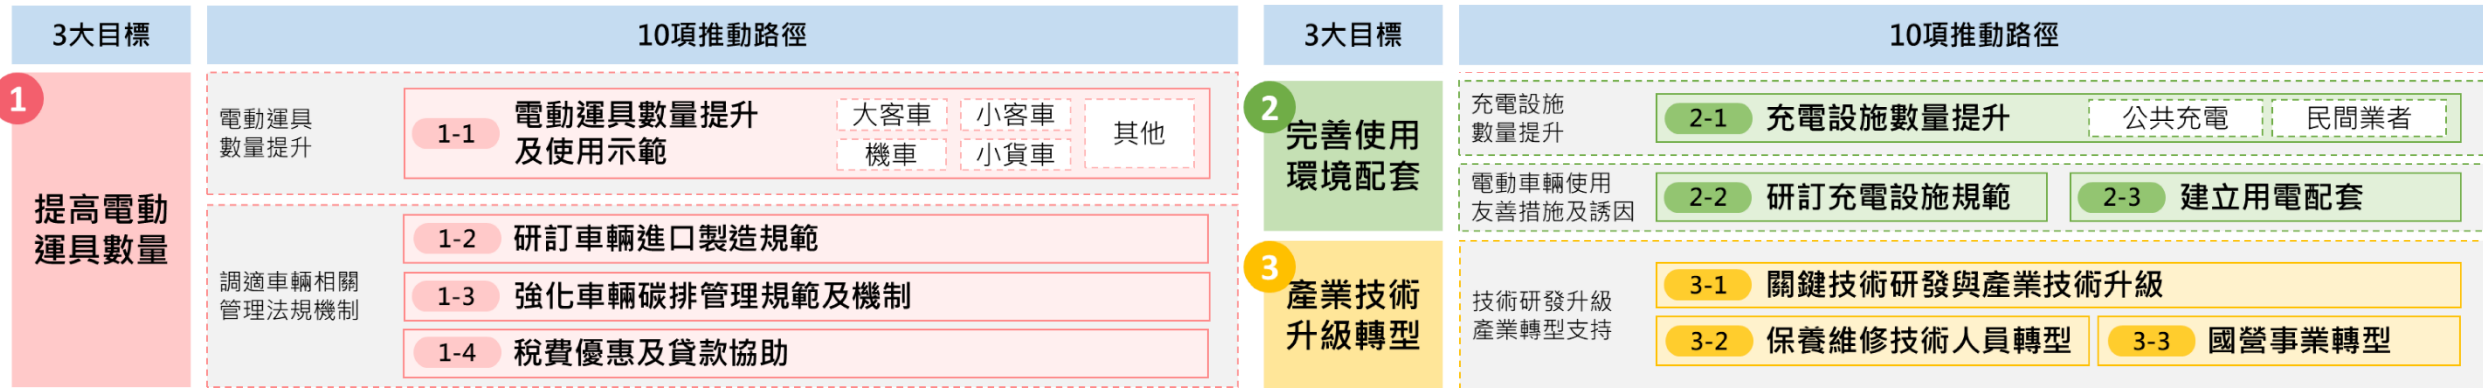 3大目標
10項推動路徑
1
提高電動
運具數量
電動運具
數量提升
1-1
電動運具數量提升
及使用示範
大客車
小客車
機車
小貨車
其他
調適車輛相關
管理法規機制
1-2 研訂車輛進口製造規範
1-3 強化車輛碳排管理規範及機制
1-4 稅費優惠及貸款協助
3大目標
10項推動路徑
2
完善使用
環境配套
充電設施
數量提升
2-1 充電設施數量提升
公共充電
民間業者
電動車輛使用
友善措施及誘因
2-2 研訂充電設施規範
2-3 建立用電配套
3
產業技術
升級轉型
技術研發升級
產業轉型支持
3-1 關鍵技術研發與產業技術升級
3-2 保養維修技術人員轉型
3-3 國營事業轉型